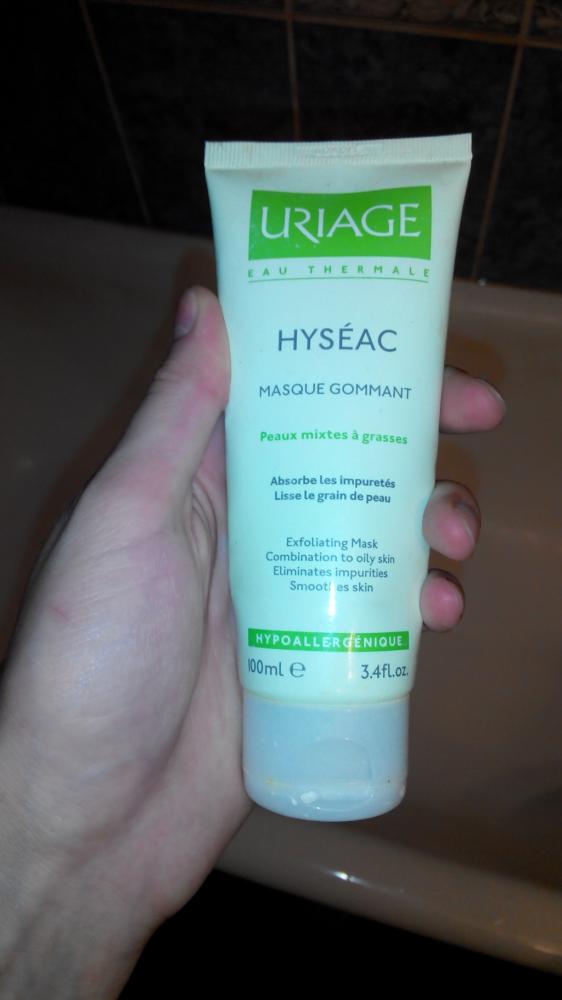 URIAGE
EAU THERMALE
HYSÉAC
MASQUE GOMMANT
Peaux mixtes à grasses
Absorbe les impuretés
Lisse le grain de peau
Exfoliating Mask
Combination to oily skin
Eliminates impurities
Smoothes skin
HYPOALLERGÉNIQUE
100ml ℮ 3.4fl.oz.